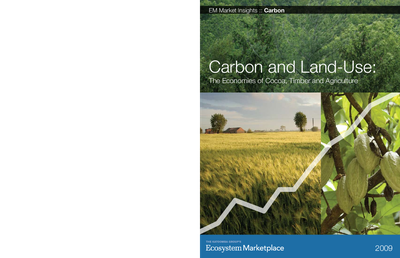 EM Market Insights :: Carbon
Carbon and Land-Use:
The Economies of Cocoa, Timber and Agriculture
Ecosystem Marketplace
2009